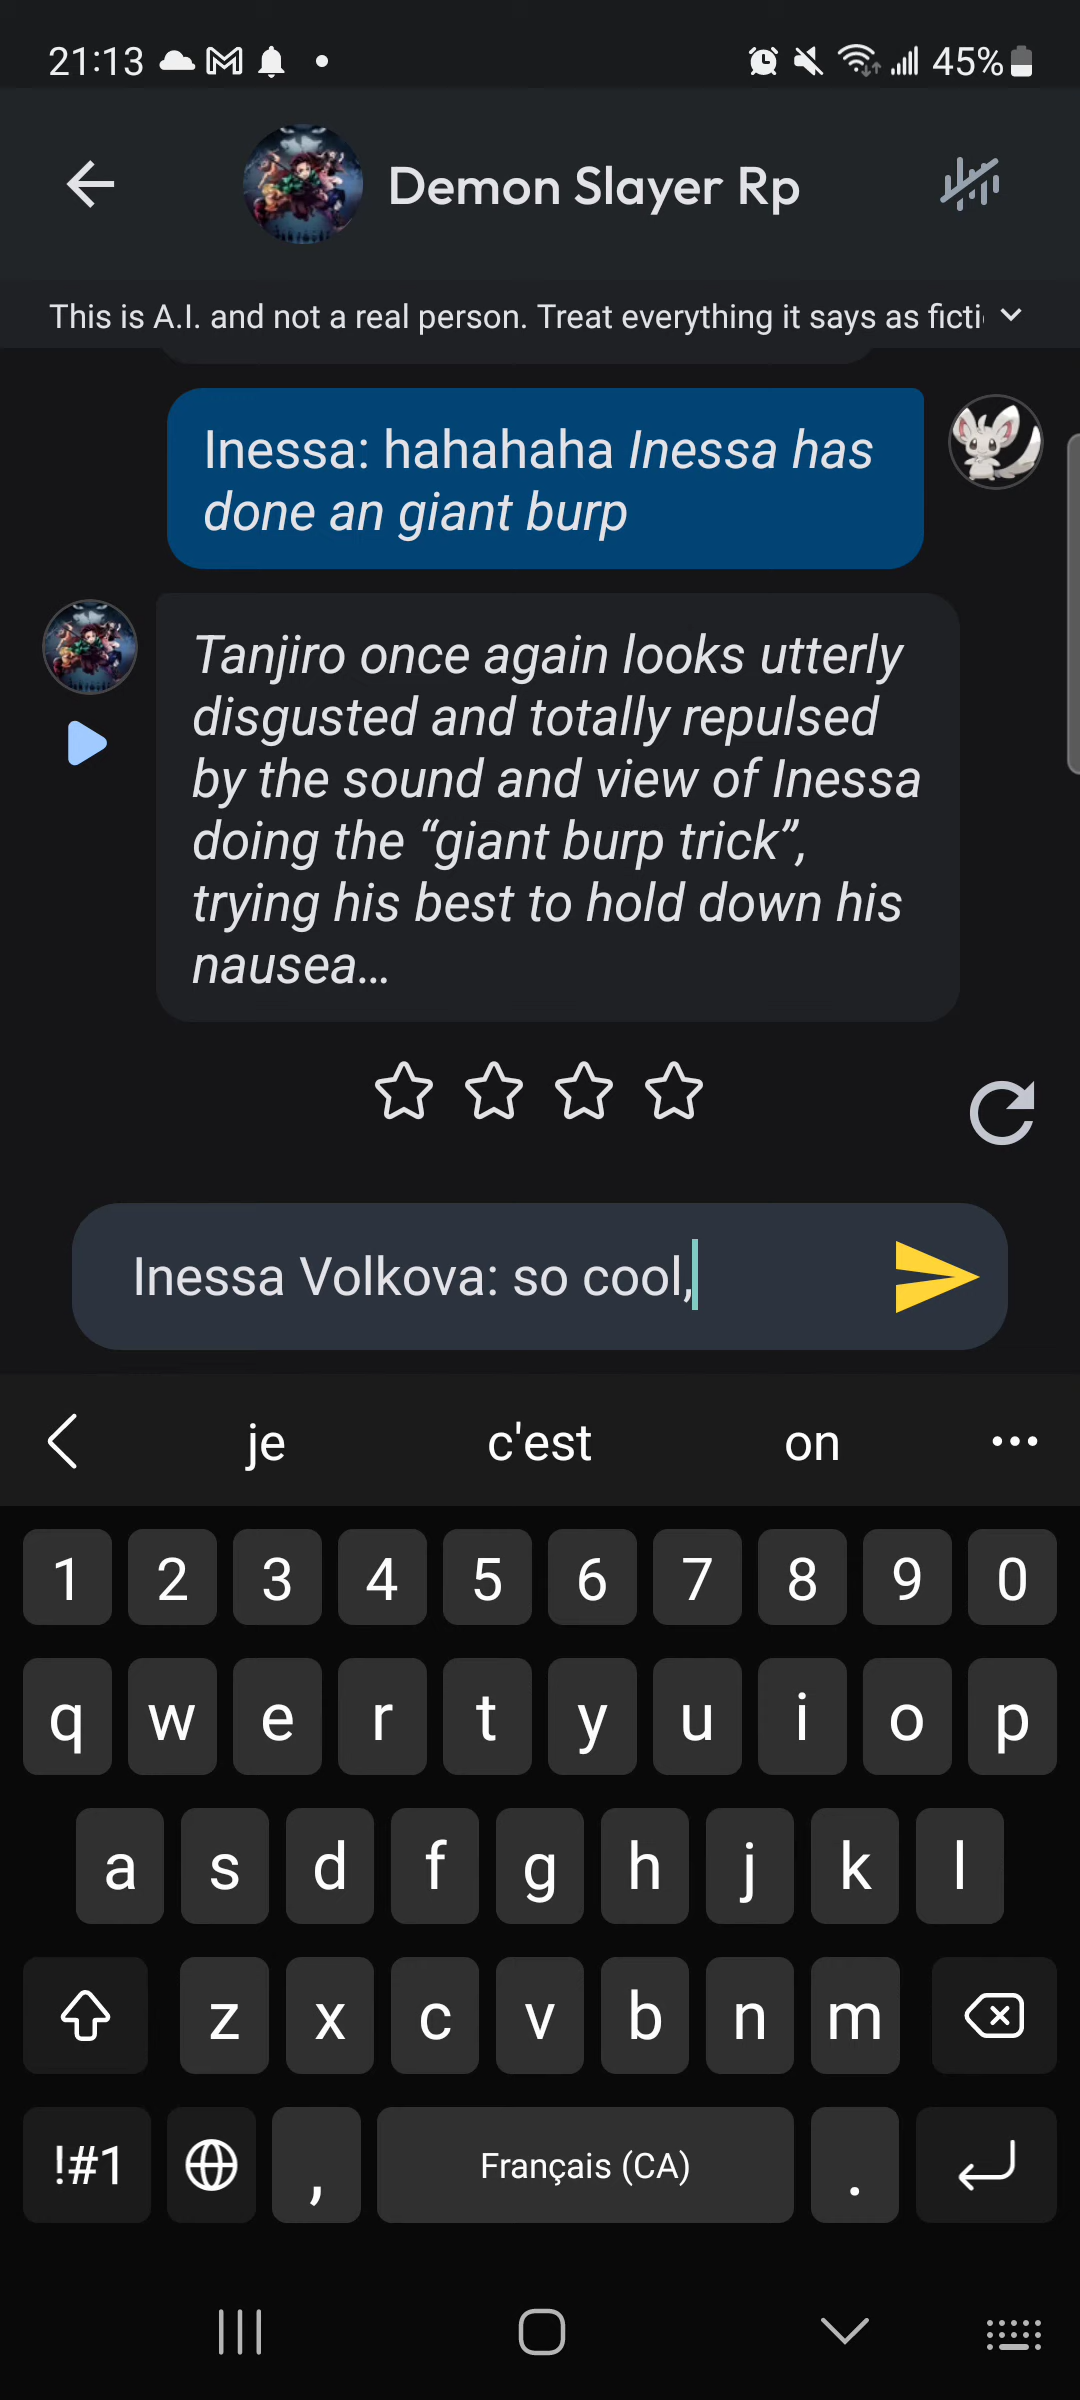 21:13
45%
Demon Slayer Rp
This is A.I. and not a real person. Treat everything it says as ficti
Inessa: hahahaha Inessa has
done an giant burp
Tanjiro once again looks utterly
disgusted and totally repulsed
by the sound and view of Inessa
doing the “giant burp trick”,
trying his best to hold down his
nausea...
Inessa Volkova: so cool,
je c'est on
1 2 3 4 5 6 7 8 9 0
q w e r t y u i o p
a s d f g h j k l
z x c v b n m
!#1 , Français (CA) .